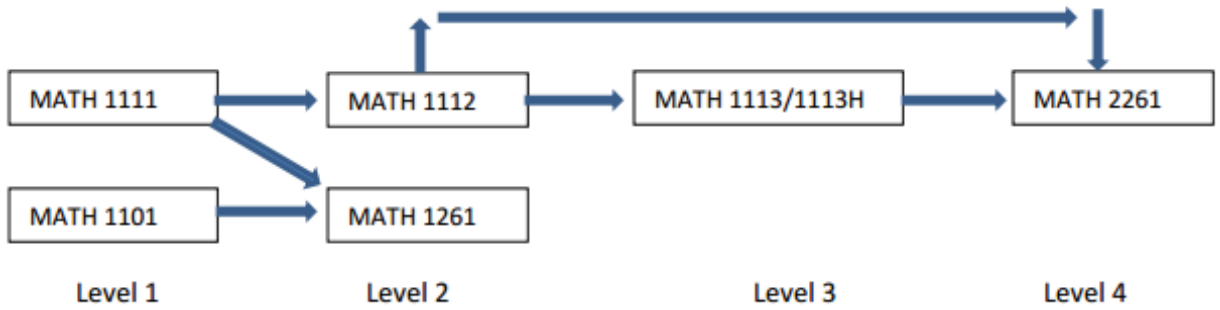 MATH 1111
MATH 1112
MATH 1113/1113H
MATH 2261
MATH 1101
MATH 1261
Level 1
Level 2
Level 3
Level 4